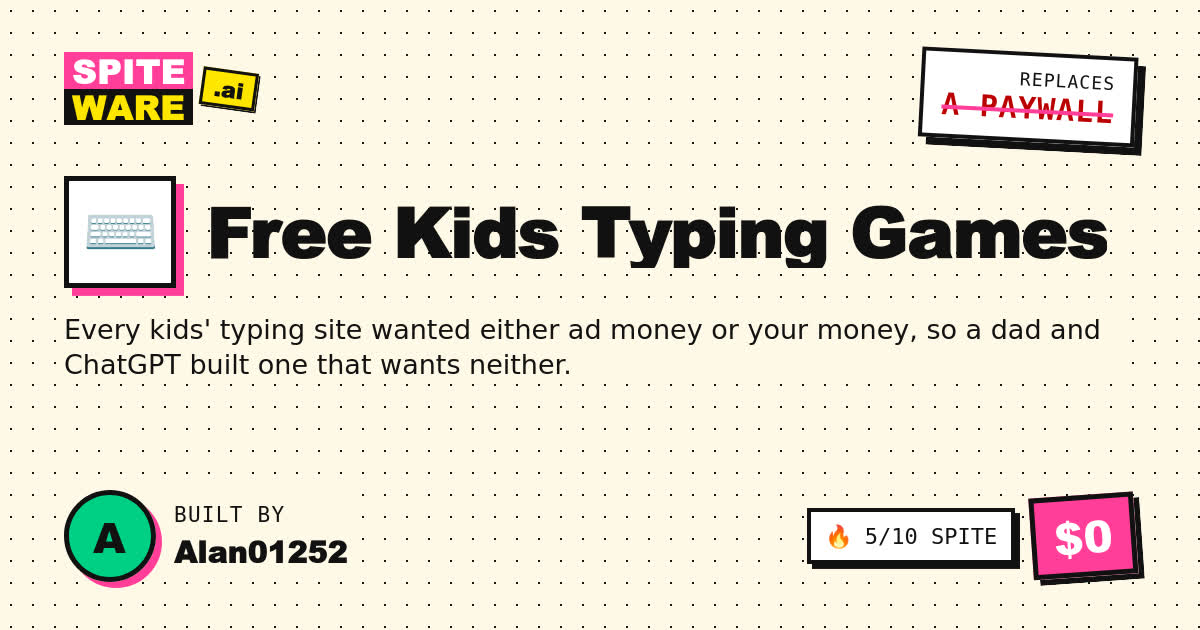 SPITE
WARE
.ai
REPLACES
A PAYWALL
Free Kids Typing Games
Every kids' typing site wanted either ad money or your money, so a dad and
ChatGPT built one that wants neither.
A
BUILT BY
Alan01252
🔥 5/10 SPITE
$0